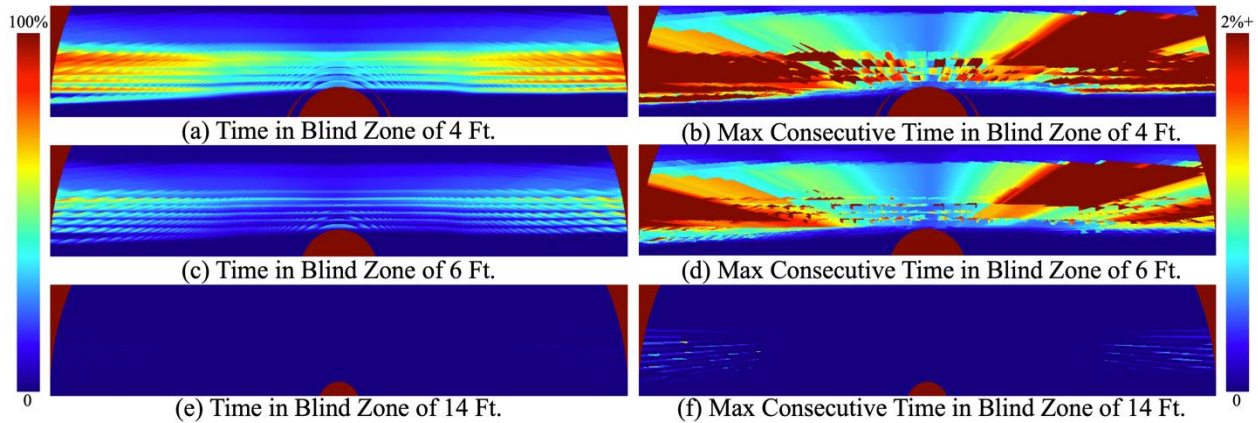 100%
2%+
(a) Time in Blind Zone of 4 Ft.
(b) Max Consecutive Time in Blind Zone of 4 Ft.
(c) Time in Blind Zone of 6 Ft.
(d) Max Consecutive Time in Blind Zone of 6 Ft.
0
0
(e) Time in Blind Zone of 14 Ft.
(f) Max Consecutive Time in Blind Zone of 14 Ft.